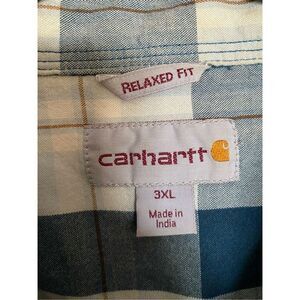 RELAXED FIT
carhartt
3XL
Made in
India